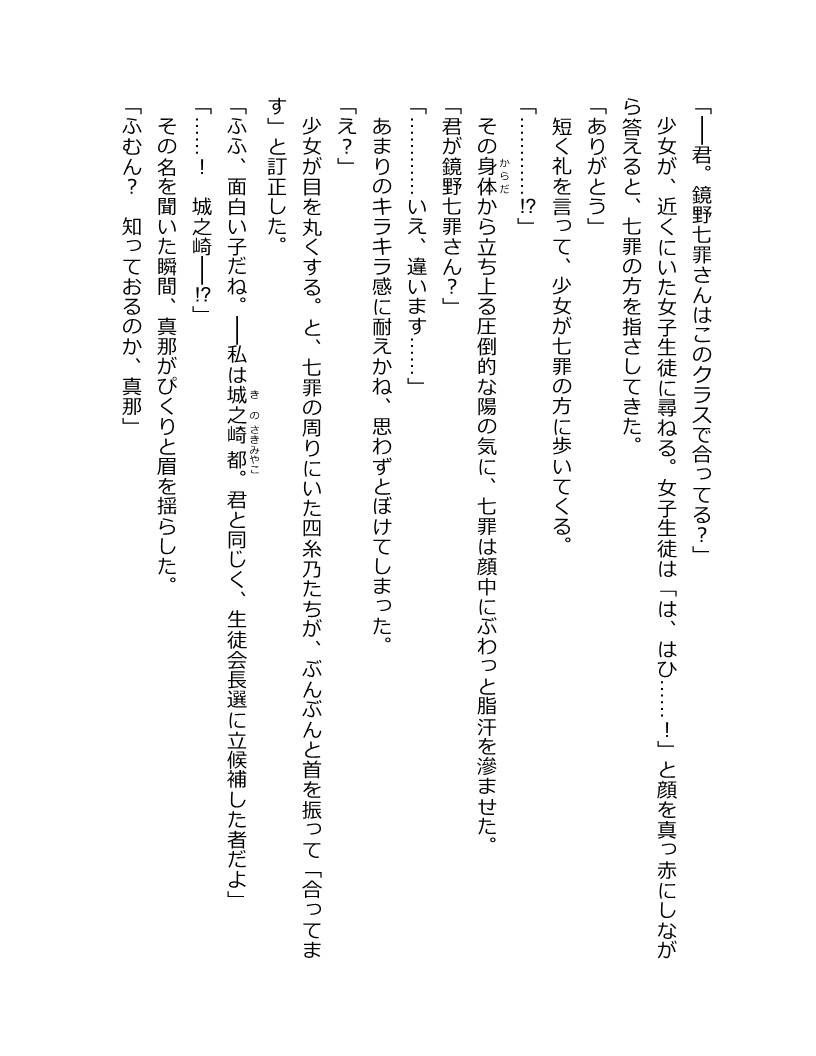 「――君。鏡野七罪さんはこのクラスで合ってる？」
　少女が、近くにいた女子生徒に尋ねる。女子生徒は「は、はひ……！」と顔を真っ赤にしなが
ら答えると、七罪の方を指さしてきた。
「ありがとう」
　短く礼を言って、少女が七罪の方に歩いてくる。
「…………!?」
　その身体からだから立ち上る圧倒的な陽の気に、七罪は顔中にぶわっと脂汗を滲ませた。
「君が鏡野七罪さん？」
「…………いえ、違います……」
　あまりのキラキラ感に耐えかね、思わずとぼけてしまった。
「え？」
　少女が目を丸くする。と、七罪の周りにいた四糸乃たちが、ぶんぶんと首を振って「合ってま
す」と訂正した。
「ふふ、面白い子だね。――私は城之崎きのさき都みやこ。君と同じく、生徒会長選に立候補した者だよ」
「……！　城之崎――!?」
　その名を聞いた瞬間、真那がぴくりと眉を揺らした。
「ふむん？　知っておるのか、真那」